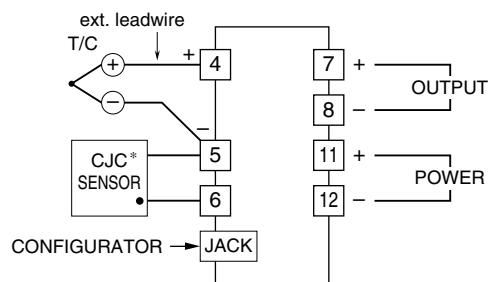 ext. leadwire
T/C
+
+
4
−
−
5
CJC*
SENSOR
6
CONFIGURATOR
JACK
7 +
OUTPUT
8 −
11 +
POWER
12 −